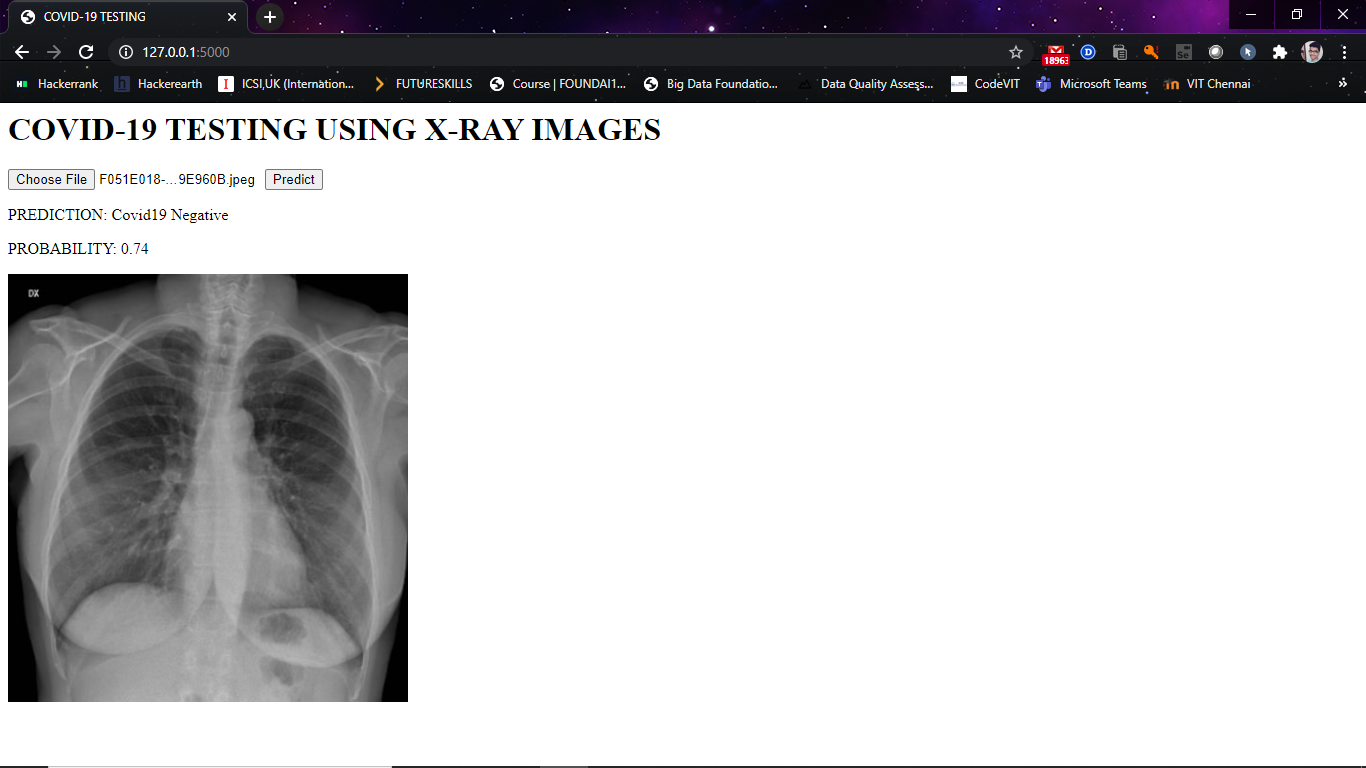 COVID-19 TESTING
127.0.0.1:5000
18963
Hackerrank
Hackerearth
ICSI,UK (Internation...
FUTURESKILLS
Course | FOUNDAI1...
Big Data Foundatio...
Data Quality Assess...
CodeVIT
Microsoft Teams
VIT Chennai
»
COVID-19 TESTING USING X-RAY IMAGES
Choose File F051E018-...9E960B.jpeg Predict
PREDICTION: Covid19 Negative
PROBABILITY: 0.74
DX